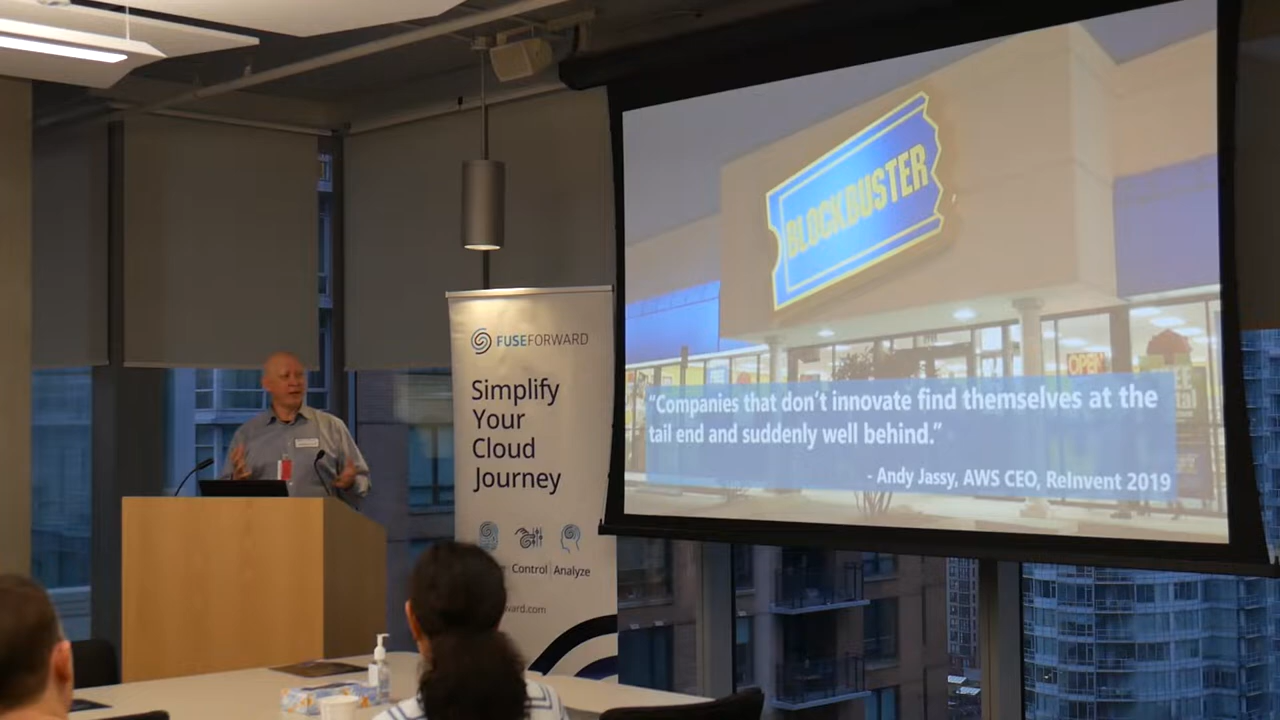 BLOCKBUSTER
OPEN
“Companies that don’t innovate find themselves at the
tail end and suddenly well behind.”
- Andy Jassy, AWS CEO, ReInvent 2019
FUSEFORWARD
Simplify
Your
Cloud
Journey
Control Analyze